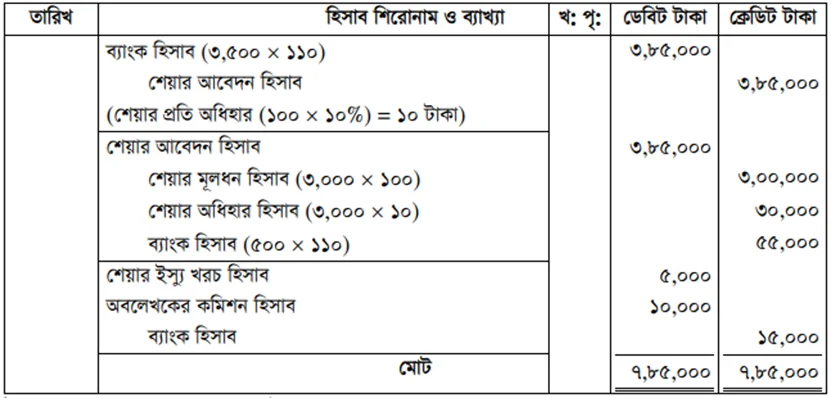 তারিখ হিসাব শিরোনাম ও ব্যাখ্যা খ: পৃ: ডেবিট টাকা ক্রেডিট টাকা
ব্যাংক হিসাব (৩,৫০০ × ১১০) ৩,৮৫,০০০
শেয়ার আবেদন হিসাব ৩,৮৫,০০০
(শেয়ার প্রতি অধিহার (১০০ × ১০%) = ১০ টাকা)
শেয়ার আবেদন হিসাব ৩,৮৫,০০০
শেয়ার মূলধন হিসাব (৩,০০০ × ১০০) ৩,০০,০০০
শেয়ার অধিহার হিসাব (৩,০০০ × ১০) ৩০,০০০
ব্যাংক হিসাব (৫০০ × ১১০) ৫৫,০০০
শেয়ার ইস্যু খরচ হিসাব ৫,০০০
অবলেখকের কমিশন হিসাব ১০,০০০
ব্যাংক হিসাব ১৫,০০০
মোট ৭,৮৫,০০০ ৭,৮৫,০০০